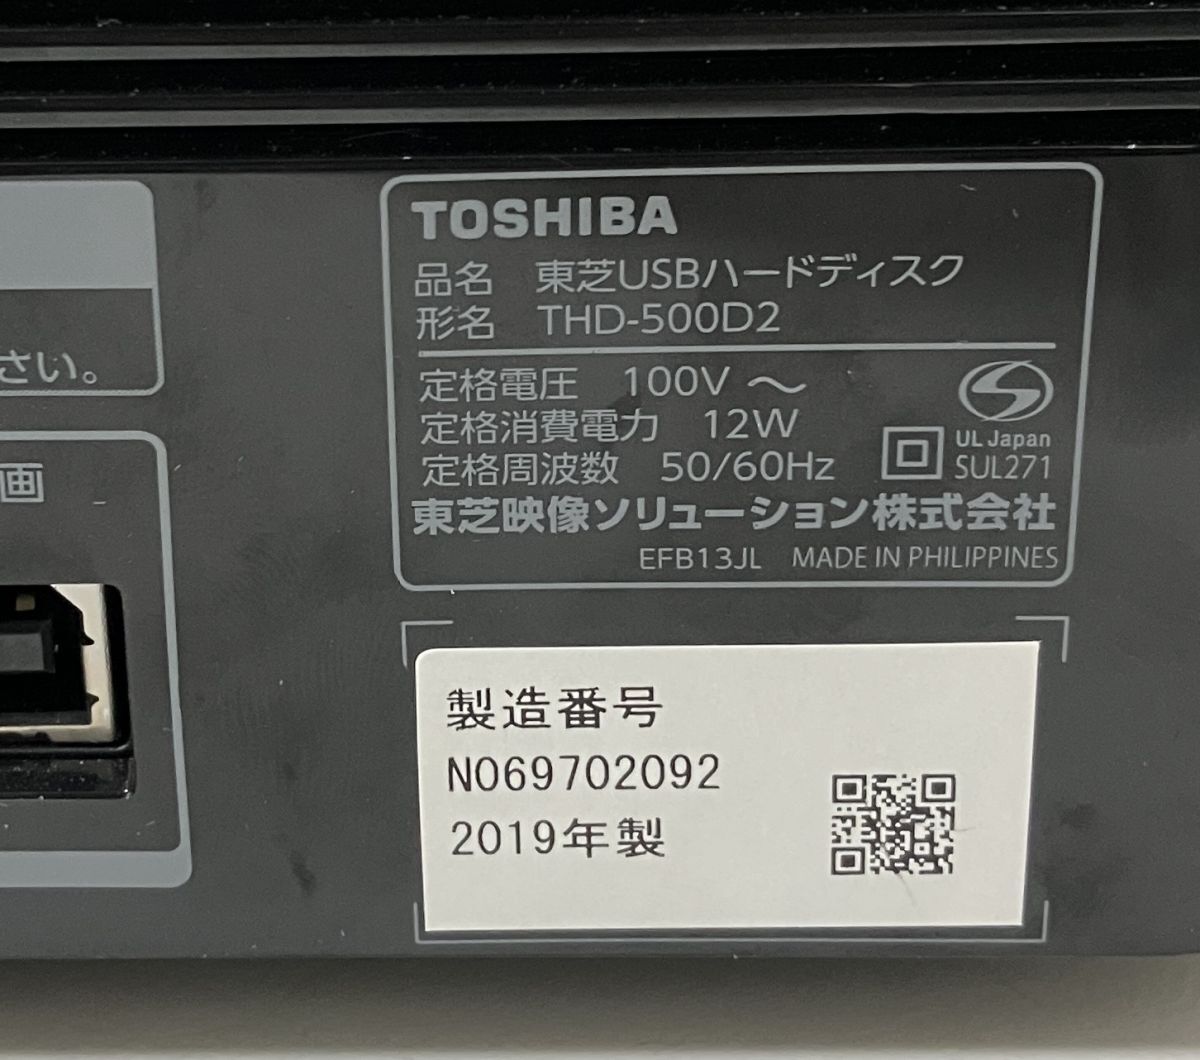 TOSHIBA
品名 東芝USBハードディスク
形名 THD-500D2
定格電圧 100V 〜
定格消費電力 12W
定格周波数 50/60Hz
UL Japan
SUL271
東芝映像ソリューション株式会社
EFB13JL MADE IN PHILIPPINES
さい。
画
製造番号
N069702092
2019年製